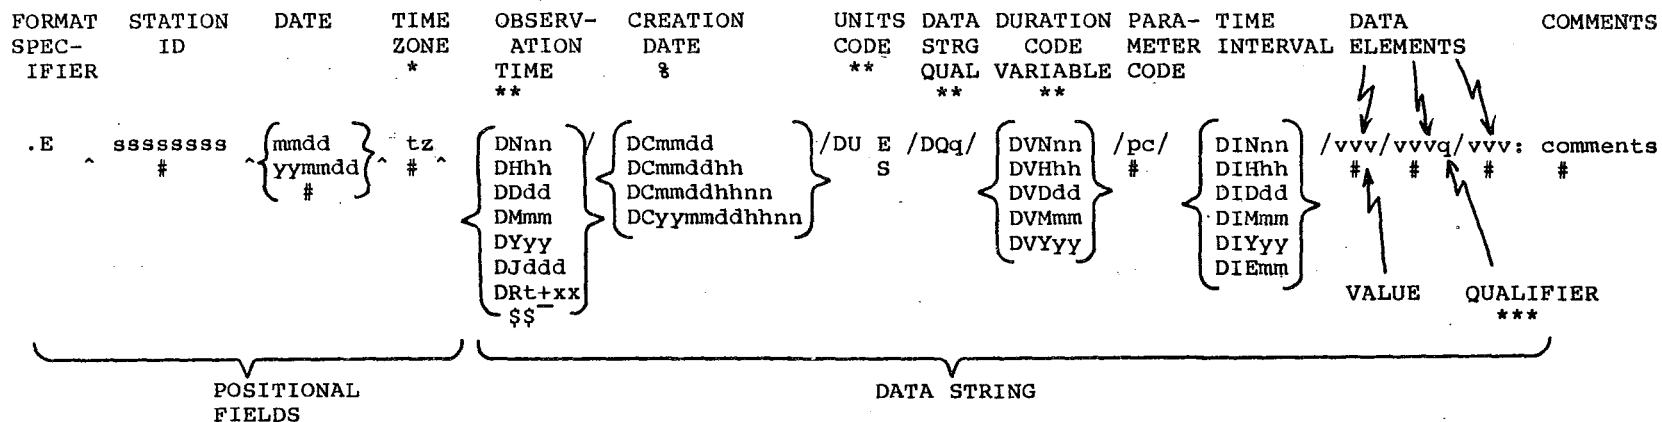 FORMAT STATION DATE TIME OBSERV- CREATION UNITS DATA DURATION PARA- TIME DATA COMMENTS
SPEC- ID ZONE ATION DATE CODE STRG CODE METER INTERVAL ELEMENTS
IFIER * TIME % ** QUAL VARIABLE CODE
** ** **
.E ^ ssssssss ^ mmdd ^ tz ^ DNnn / DCmmdd /DU E /DQq/ DVNnn /pc/ DINnn /vvv/vvvq/vvv: comments
# yymmdd # DHhh DCmmddhh S DVHhh # DIHhh # # # #
# DDdd DCmmddhhnn DVDdd DIDdd
DMmm DCyymmddhhnn DVMmm DIMmm
DYyy DVYyy DIYyy
DJddd DIEmm
DRt+xx VALUE QUALIFIER
$$ ***
POSITIONAL DATA STRING
FIELDS